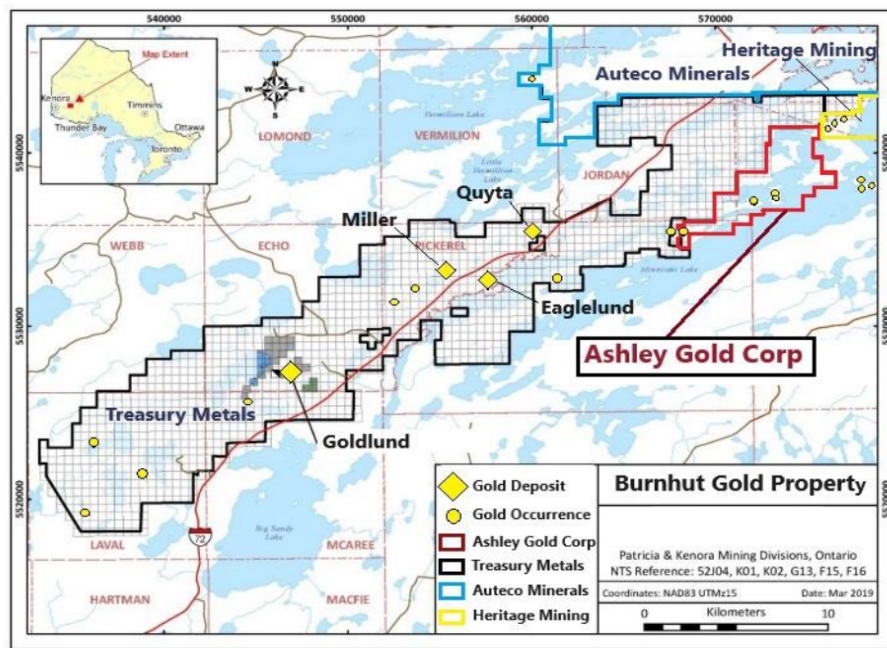 540000
550000
560000
570000
Map Extent
Kenora
Timmins
Thunder Bay
Ottawa
Toronto
N
W
E
S
Auteco Minerals
Heritage Mining
Vermilion Lake
LOMOND
VERMILION
Little
Vermilion
Lake
JORDAN
5540000
5540000
Quyta
Miller
WEBB
ECHO
PICKEREL
Minnitaki Lake
Eaglelund
5530000
5530000
Ashley Gold Corp
Treasury Metals
Goldlund
5520000
5520000
Big Sandy
Lake
72
LAVAL
MCAREE
HARTMAN
MACFIE
Gold Deposit
Gold Occurrence
Ashley Gold Corp
Treasury Metals
Auteco Minerals
Heritage Mining
Burnhut Gold Property
Patricia & Kenora Mining Divisions, Ontario
NTS Reference: 52J04, K01, K02, G13, F15, F16
Coordinates: NAD83 UTMz15
Date: Mar 2019
Kilometers
0
10